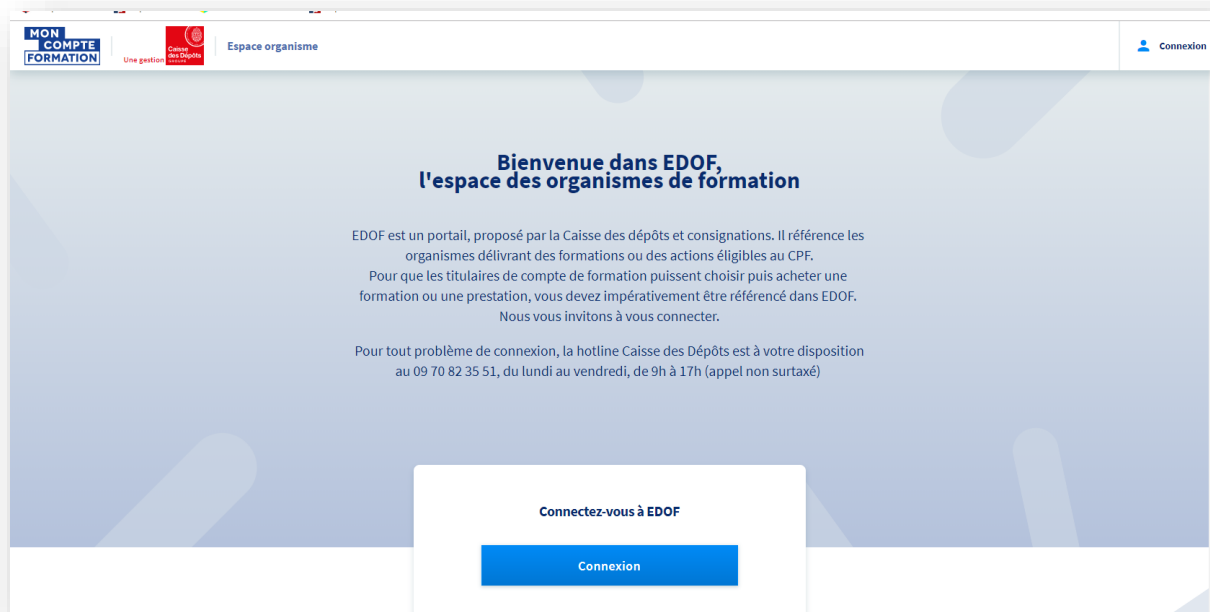 MON
COMPTE
FORMATION
Une gestion
Caisse
des Dépôts
GROUPE
Espace organisme
Connexion
Bienvenue dans EDOF,
l'espace des organismes de formation
EDOF est un portail, proposé par la Caisse des dépôts et consignations. Il référence les
organismes délivrant des formations ou des actions éligibles au CPF.
Pour que les titulaires de compte de formation puissent choisir puis acheter une
formation ou une prestation, vous devez impérativement être référencé dans EDOF.
Nous vous invitons à vous connecter.
Pour tout problème de connexion, la hotline Caisse des Dépôts est à votre disposition
au 09 70 82 35 51, du lundi au vendredi, de 9h à 17h (appel non surtaxé)
Connectez-vous à EDOF
Connexion